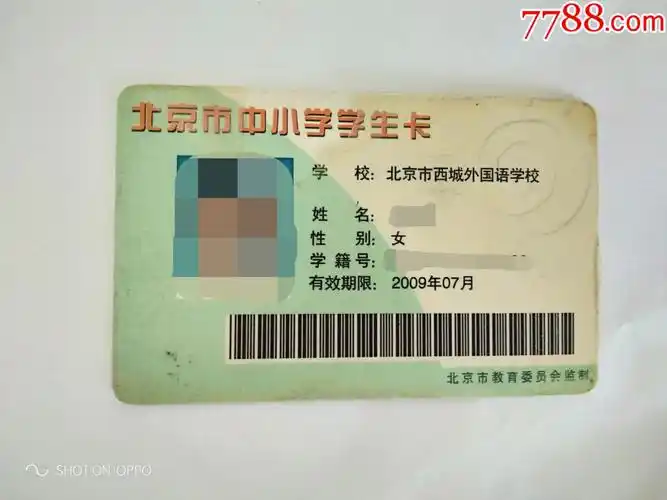 7788.com
北京市中小学学生卡
学 校: 北京市西城外国语学校
姓 名:
性 别: 女
学 籍 号:
有效期限: 2009年07月
北京市教育委员会监制
SHOT ON OPPO